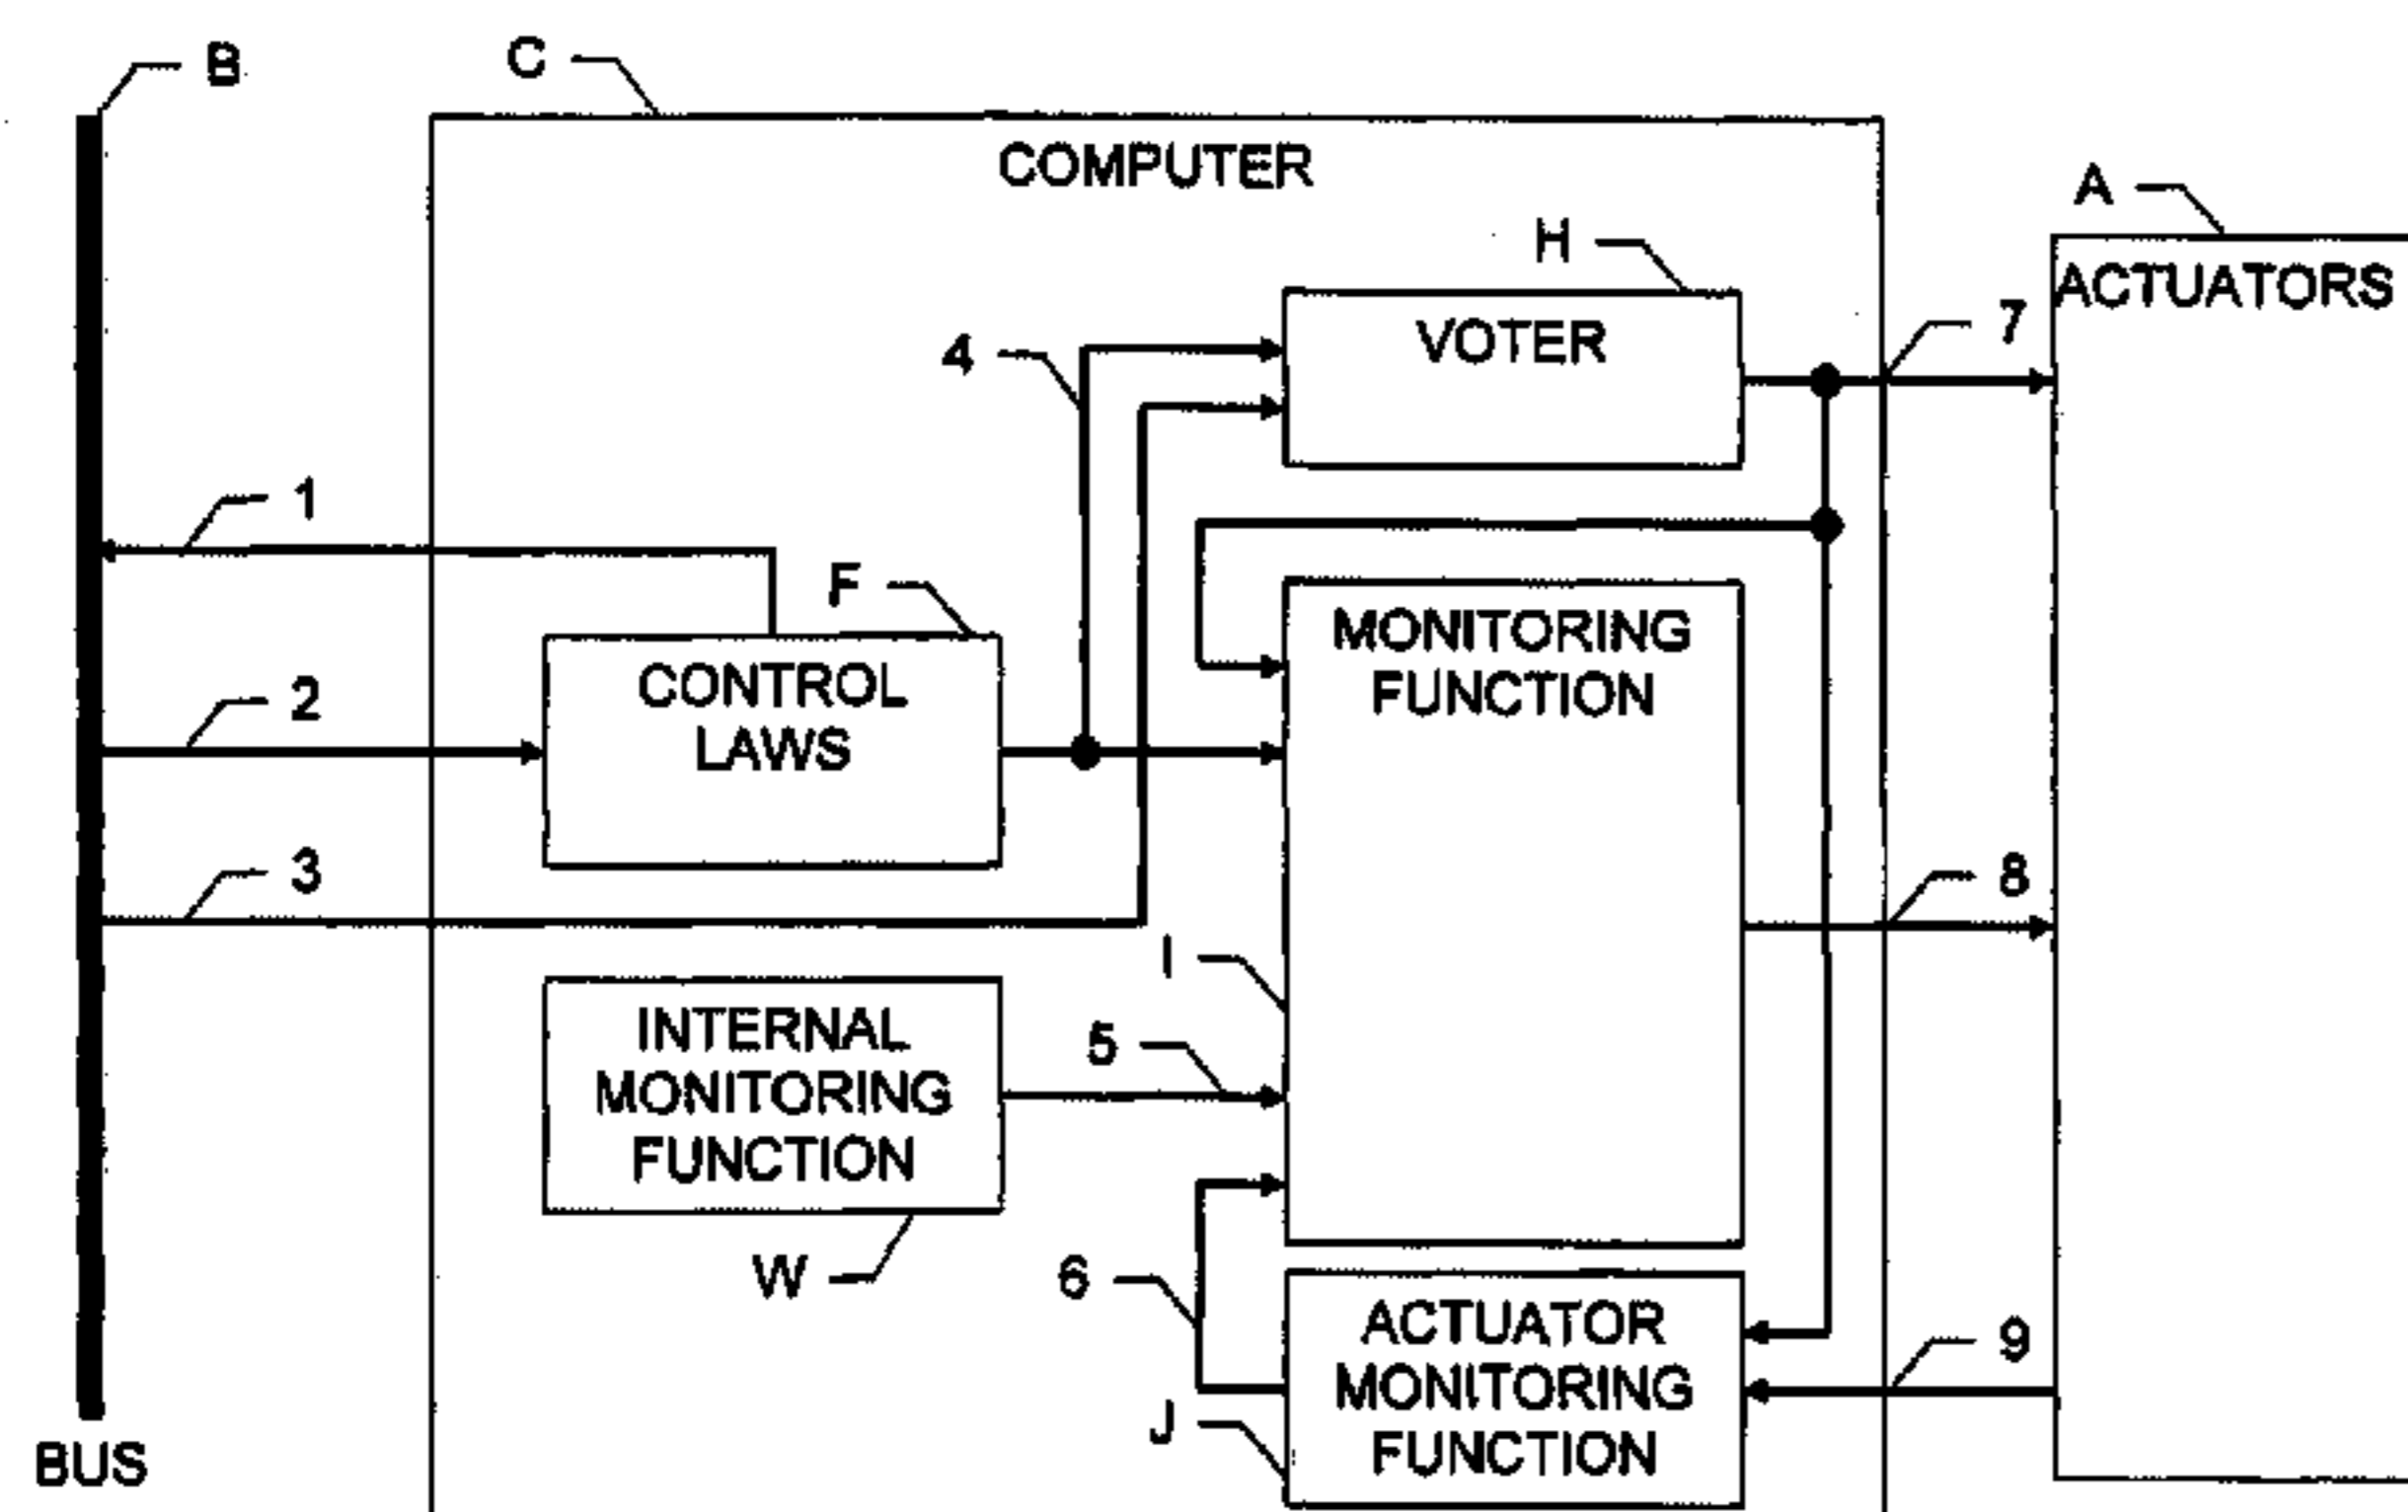 B
C
COMPUTER
A
ACTUATORS
H
VOTER
4
7
1
F
MONITORING
FUNCTION
CONTROL
LAWS
2
3
8
I
INTERNAL
MONITORING
FUNCTION
5
W
6
ACTUATOR
MONITORING
FUNCTION
9
J
BUS